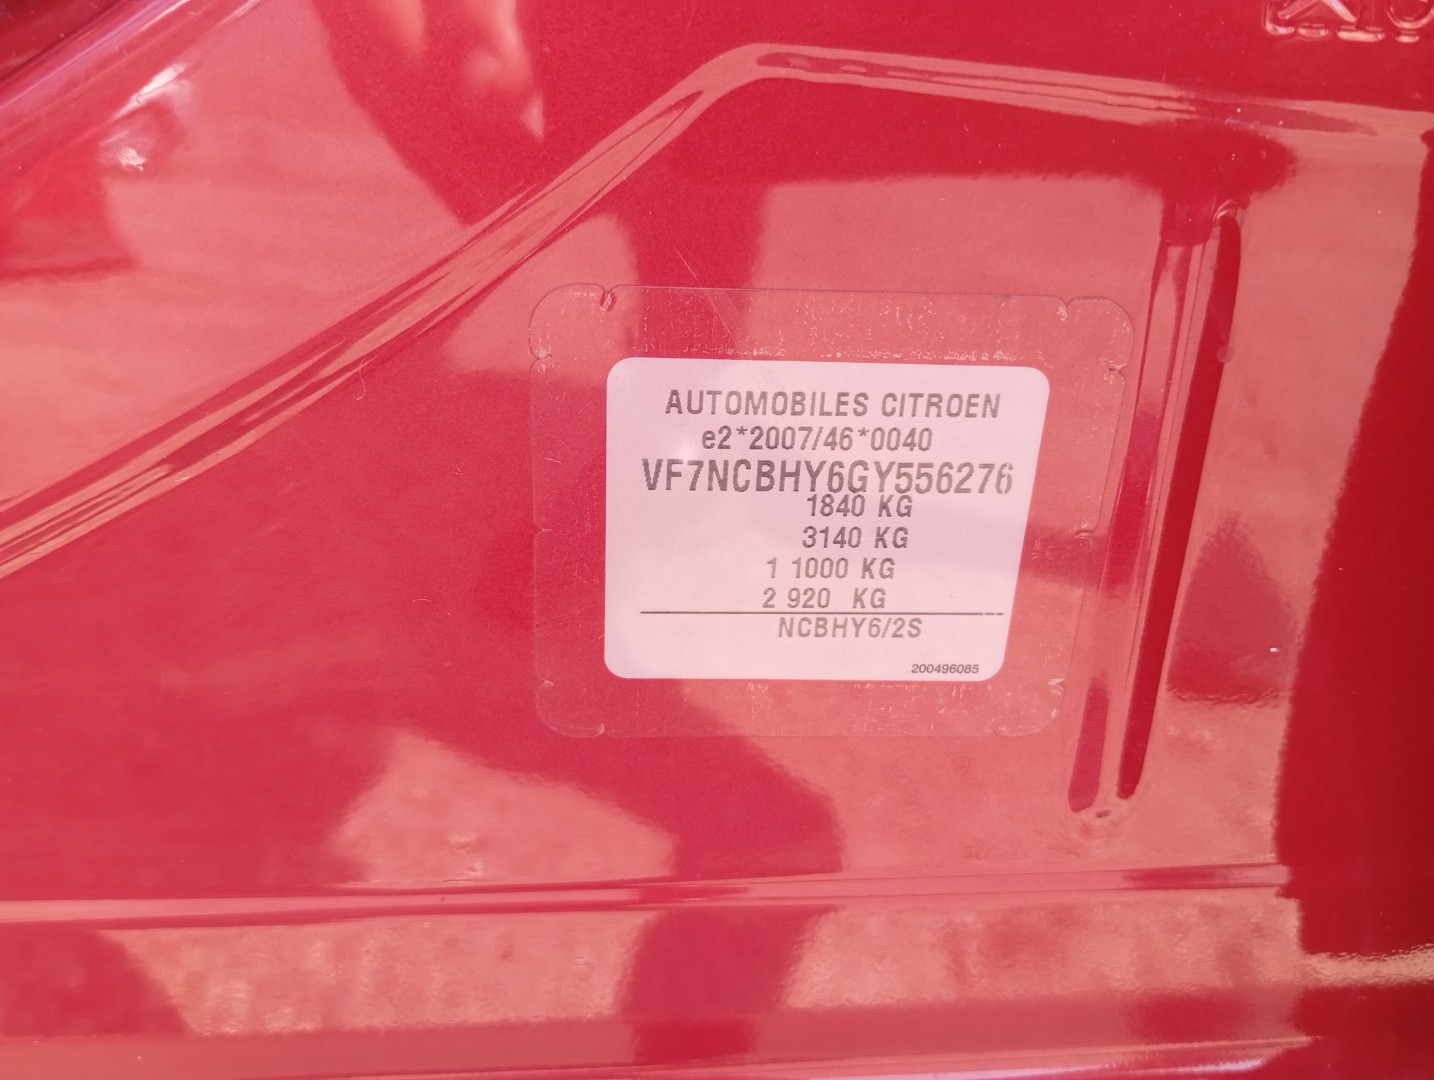 AUTOMOBILES CITROEN
e2*2007/46*0040
VF7NCBHY6GY556276
1840 KG
3140 KG
1 1000 KG
2 920 KG
NCBHY6/2S
200496085